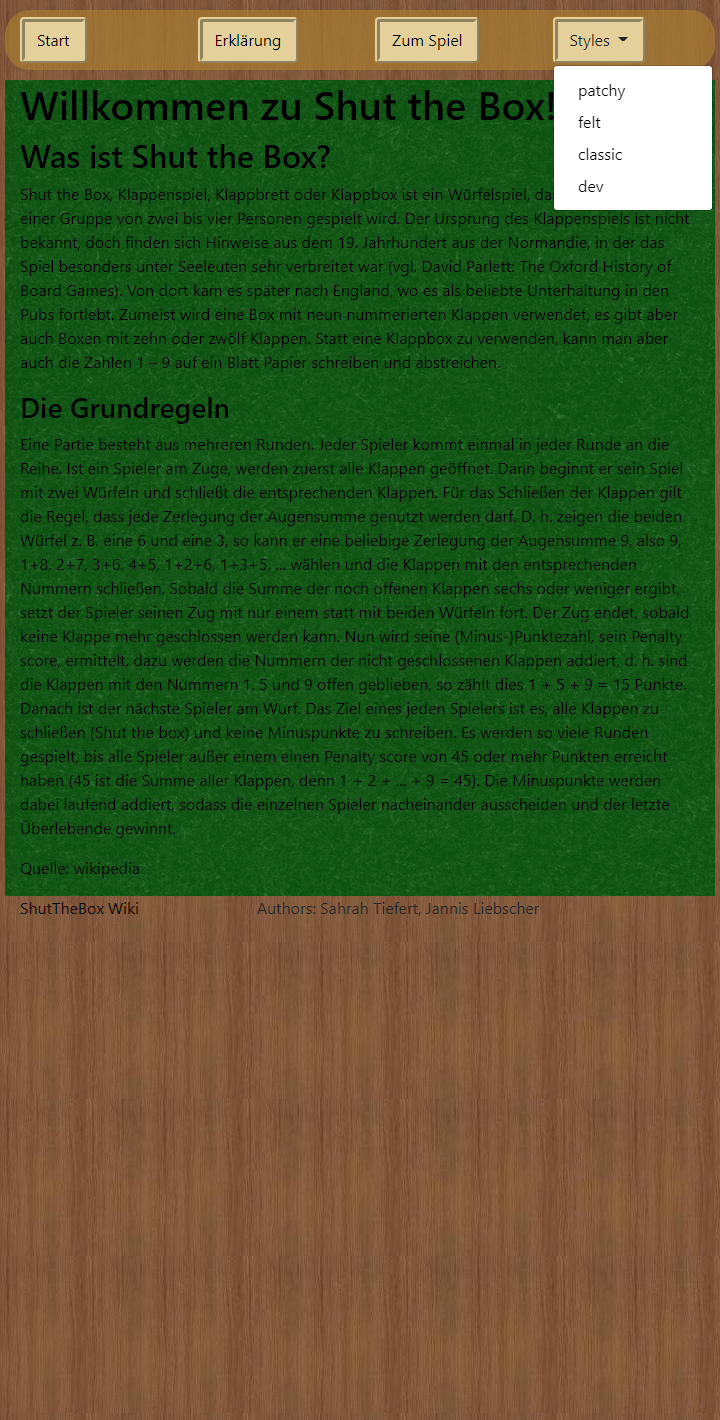 Start
Erklärung
Zum Spiel
Styles
patchy
felt
classic
dev
Willkommen zu Shut the Box!
Was ist Shut the Box?
Shut the Box, Klappenspiel, Klappbrett oder Klappbox ist ein Würfelspiel,
einer Gruppe von zwei bis vier Personen gespielt wird. Der Ursprung des Klappenspiels ist nicht
bekannt, doch finden sich Hinweise aus dem 19. Jahrhundert aus der Normandie, in der das
Spiel besonders unter Seeleuten sehr verbreitet war (vgl. David Parlett: The Oxford History of
Board Games). Von dort kam es später nach England, wo es als beliebte Unterhaltung in den
Pubs fortlebt. Zumeist wird eine Box mit neun nummerierten Klappen verwendet, es gibt aber
auch Boxen mit zehn oder zwölf Klappen. Statt eine Klappbox zu verwenden, kann man aber
auch die Zahlen 1 – 9 auf ein Blatt Papier schreiben und abstreichen.
Die Grundregeln
Eine Partie besteht aus mehreren Runden. Jeder Spieler kommt einmal in jeder Runde an die
Reihe. Ist ein Spieler am Zuge, werden zuerst alle Klappen geöffnet. Dann beginnt er sein Spiel
mit zwei Würfeln und schließt die entsprechenden Klappen. Für das Schließen der Klappen gilt
die Regel, dass jede Zerlegung der Augensumme genutzt werden darf. D. h. zeigen die beiden
Würfel z. B. eine 6 und eine 3, so kann er eine beliebige Zerlegung der Augensumme 9, also 9,
1+8, 2+7, 3+6, 4+5, 1+2+6, 1+3+5, ... wählen und die Klappen mit den entsprechenden
Nummern schließen. Sobald die Summe der noch offenen Klappen sechs oder weniger ergibt,
setzt der Spieler seinen Zug mit nur einem statt mit beiden Würfeln fort. Der Zug endet, sobald
keine Klappe mehr geschlossen werden kann. Nun wird seine (Minus-)Punktezahl, sein Penalty
score, ermittelt, dazu werden die Nummern der nicht geschlossenen Klappen addiert, d. h. sind
die Klappen mit den Nummern 1, 5 und 9 offen geblieben, so zählt dies 1 + 5 + 9 = 15 Punkte.
Danach ist der nächste Spieler am Wurf. Das Ziel eines jeden Spielers ist es, alle Klappen zu
schließen (Shut the box) und keine Minuspunkte zu schreiben. Es werden so viele Runden
gespielt, bis alle Spieler außer einem einen Penalty score von 45 oder mehr Punkten erreicht
haben (45 ist die Summe aller Klappen, denn 1 + 2 + ... + 9 = 45). Die Minuspunkte werden
dabei laufend addiert, sodass die einzelnen Spieler nacheinander ausscheiden und der letzte
Überlebende gewinnt.
Quelle: wikipedia
ShutTheBox Wiki
Authors: Sahrah Tiefert, Jannis Liebscher